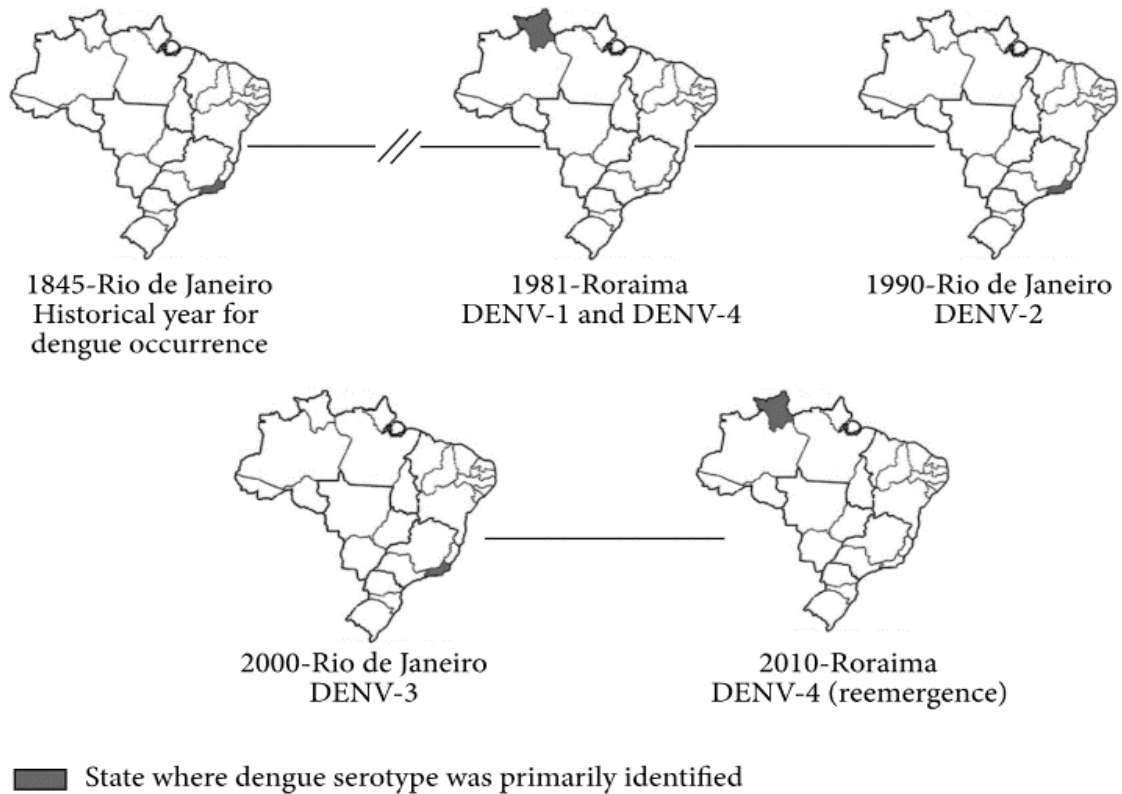 1845-Rio de Janeiro
Historical year for
dengue occurrence
1981-Roraima
DENV-1 and DENV-4
1990-Rio de Janeiro
DENV-2
2000-Rio de Janeiro
DENV-3
2010-Roraima
DENV-4 (reemergence)
State where dengue serotype was primarily identified